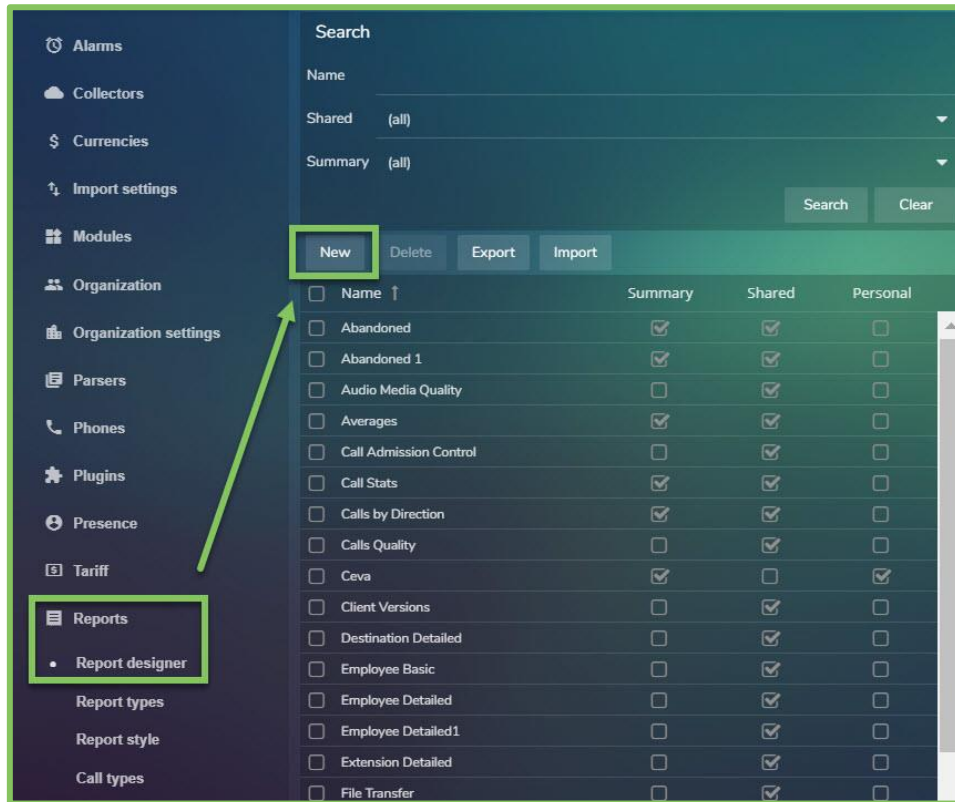 Alarms
Collectors
$ Currencies
Import settings
Modules
Organization
Organization settings
Parsers
Phones
Plugins
Presence
Tariff
Reports
Report designer
Report types
Report style
Call types
Search
Name
Shared (all)
Summary (all)
Search Clear
New Delete Export Import
Name ↑ Summary Shared Personal
Abandoned
Abandoned 1
Audio Media Quality
Averages
Call Admission Control
Call Stats
Calls by Direction
Calls Quality
Ceva
Client Versions
Destination Detailed
Employee Basic
Employee Detailed
Employee Detailed1
Extension Detailed
File Transfer